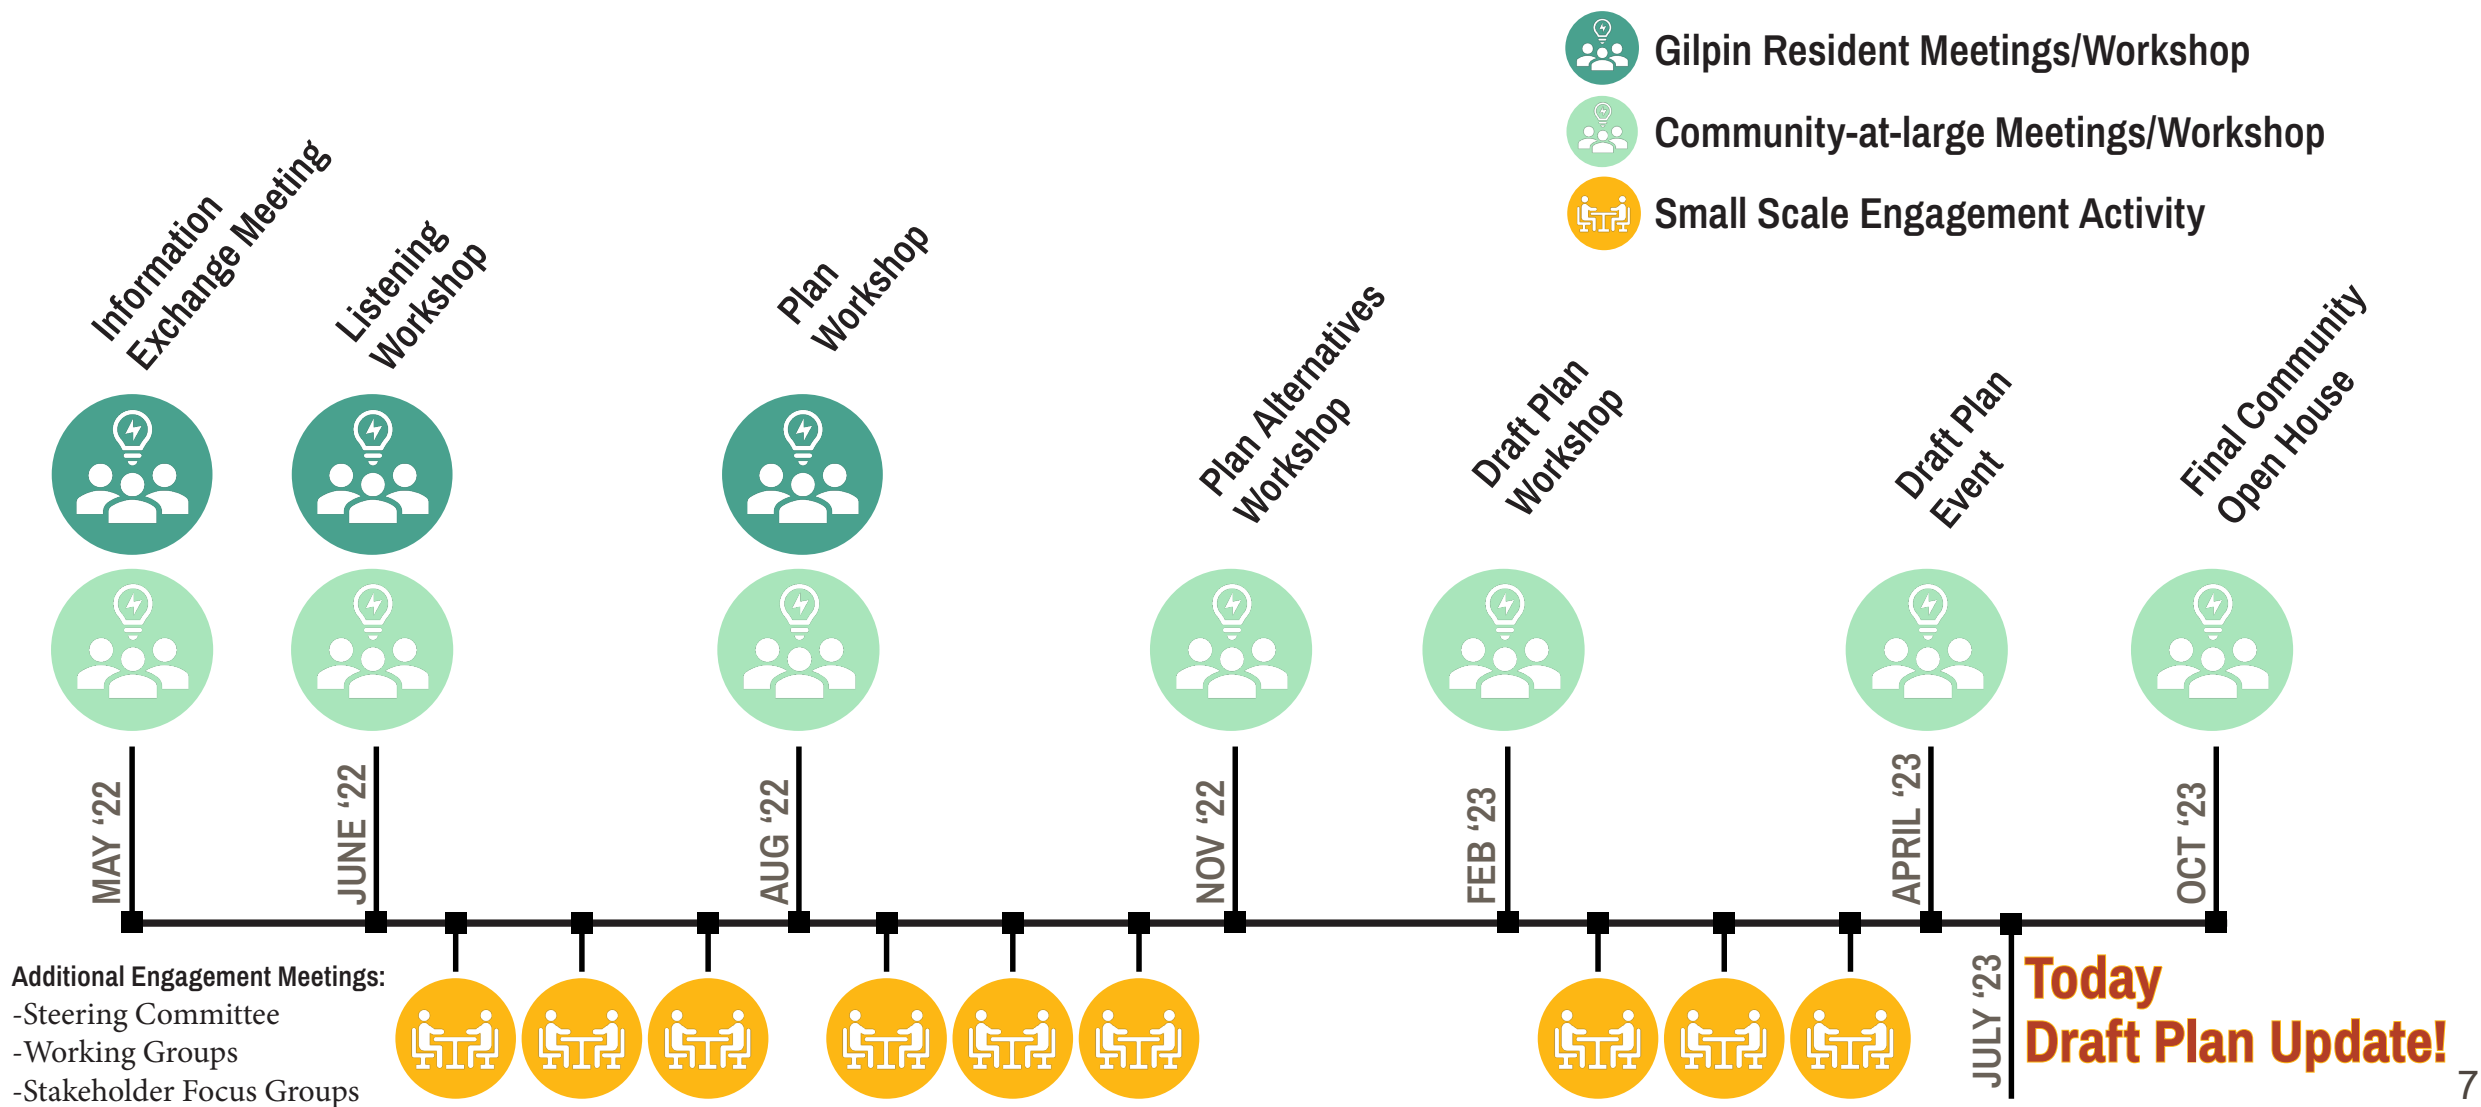 Gilpin Resident Meetings/Workshop
Community-at-large Meetings/Workshop
Small Scale Engagement Activity
Information
Exchange Meeting
Listening
Workshop
Plan
Workshop
Plan Alternatives
Workshop
Draft Plan
Workshop
Draft Plan
Event
Final Community
Open House
MAY ‘22
JUNE ‘22
AUG ‘22
NOV ‘22
FEB ‘23
APRIL ‘23
OCT ‘23
Additional Engagement Meetings:
-Steering Committee
-Working Groups
-Stakeholder Focus Groups
JULY ‘23
Today
Draft Plan Update!
7